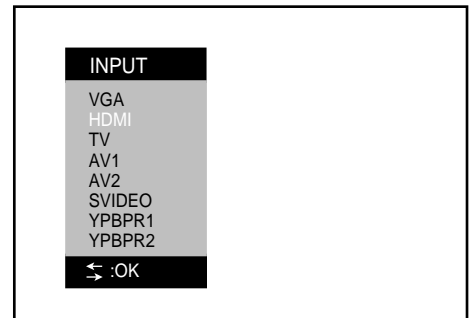 INPUT
VGA
HDMI
TV
AV1
AV2
SVIDEO
YPBPR1
YPBPR2
⇆ :OK